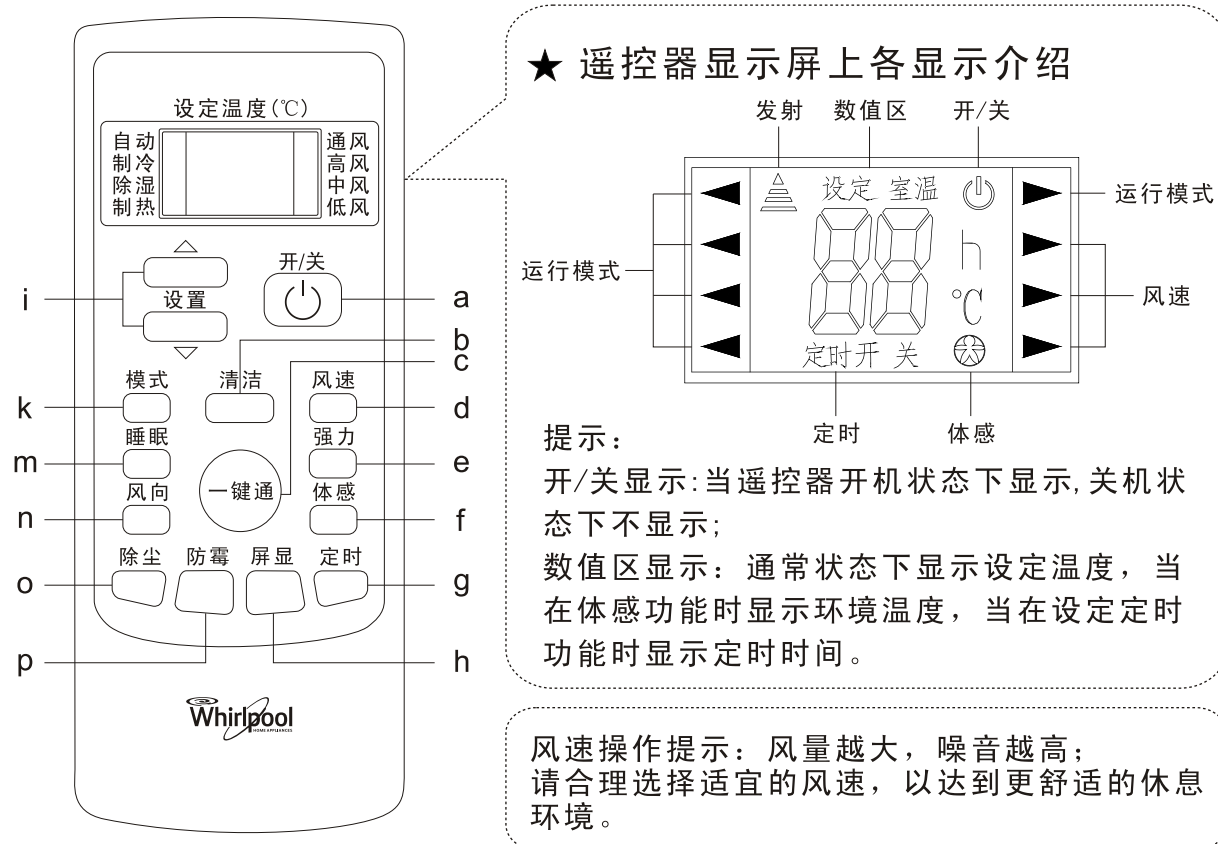 设定温度(℃)
自动 通风
制冷 高风
除湿 中风
制热 低风
开/关
设置
i
a
b
c
模式 清洁 风速
k
d
睡眠 强力
m
e
风向 一键通 体感
n
f
除尘 防霉 屏显 定时
o
g
p
h
Whirlpool
HOME APPLIANCES
★ 遥控器显示屏上各显示介绍
发射 数值区 开/关
设定 室温
运行模式
h
运行模式
℃
风速
定时开 关
定时 体感
提示：
开/关显示:当遥控器开机状态下显示,关机状
态下不显示;
数值区显示：通常状态下显示设定温度，当
在体感功能时显示环境温度，当在设定定时
功能时显示定时时间。
风速操作提示：风量越大，噪音越高；
请合理选择适宜的风速，以达到更舒适的休息
环境。